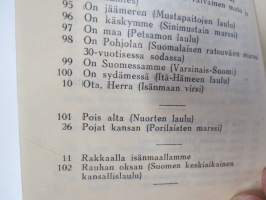 95 On jäämeren (Mustapaitojen laulu)
96 On käskymme (Sinimustain marssi)
97 On maa (Petsamon laulu)
98 On Pohjolan (Suomalaisen ratsuväen marssi
30-vuotisessa sodassa)
99 On Suomessamme (Varsinais-Suomi)
100 On sydämessä (Itä-Hämeen laulu)
10 Ota, Herra (Isänmaan virsi)
101 Pois alta (Nuorten laulu)
26 Pojat kansan (Porilaisten marssi)
11 Rakkaalla isänmaallamme
102 Rauhan oksan (Suomen keskiaikainen
kansallislaulu)